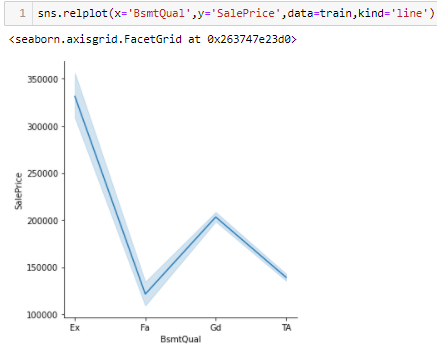 1 sns.relplot(x='BsmtQual',y='SalePrice',data=train,kind='line')
<seaborn.axisgrid.FacetGrid at 0x263747e23d0>
350000
300000
250000
200000
150000
100000
SalePrice
Ex Fa Gd TA
BsmtQual